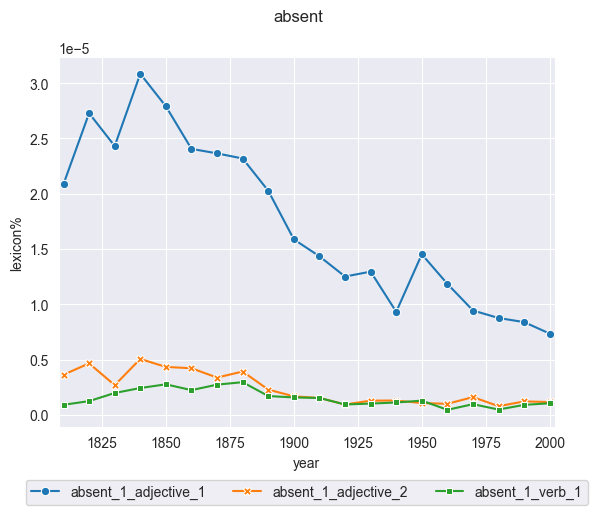 absent
1e−5
3.0
2.5
2.0
1.5
1.0
0.5
0.0
lexicon%
1825 1850 1875 1900 1925 1950 1975 2000
year
absent_1_adjective_1 absent_1_adjective_2 absent_1_verb_1